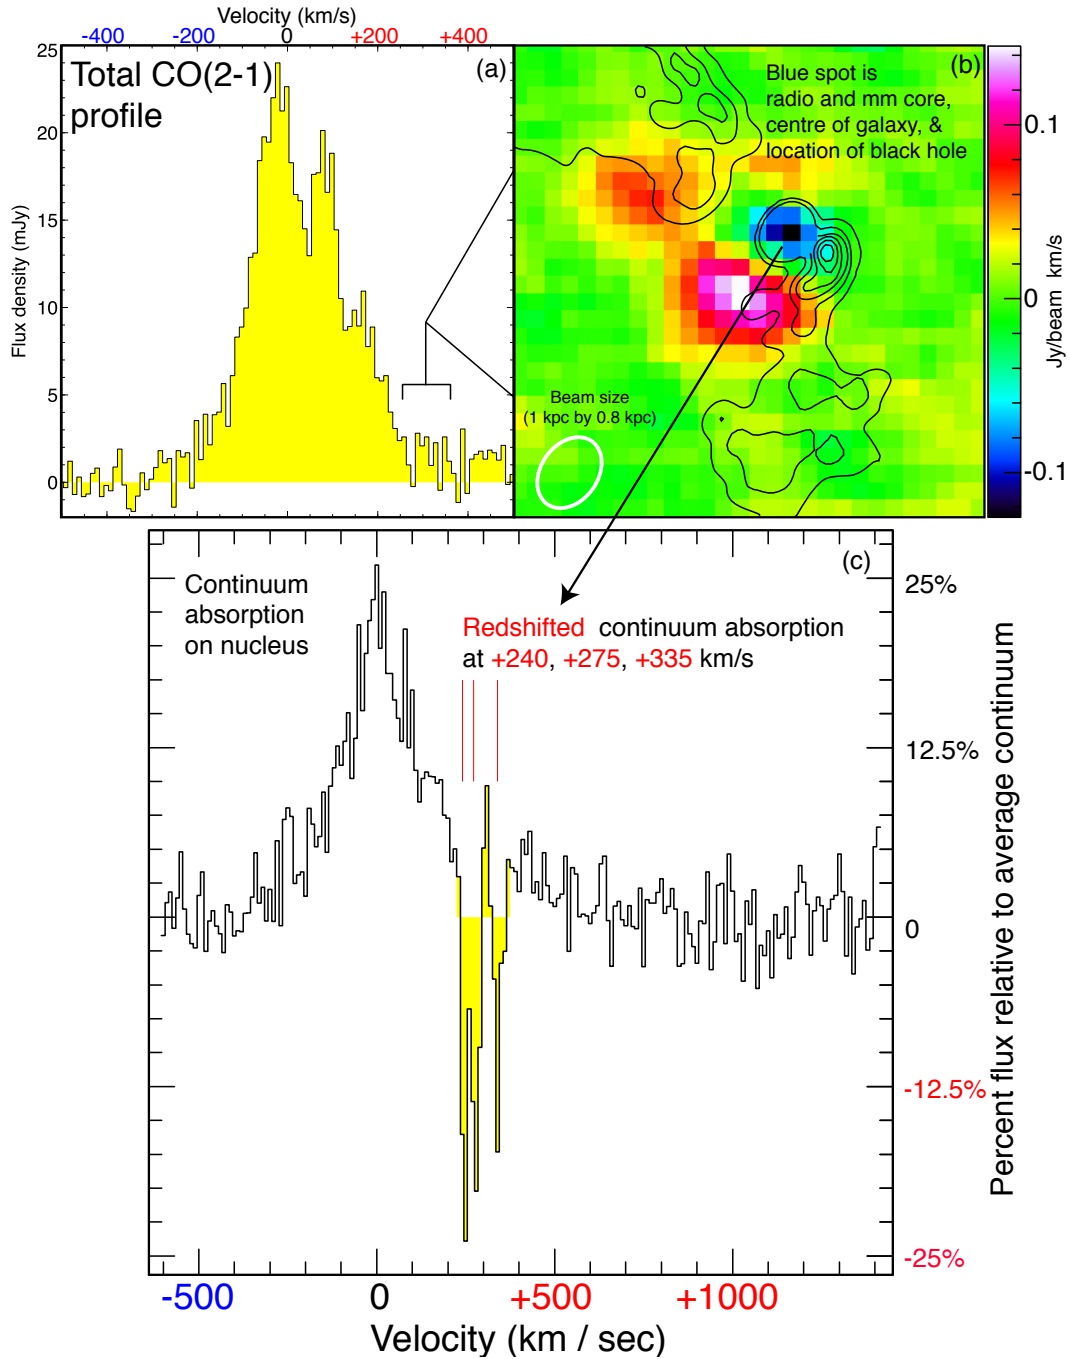 Velocity (km/s)
-400 -200 0 +200 +400
Total CO(2-1)
profile
(a)
25
20
15
10
5
0
Flux density (mJy)
(b)
Blue spot is
radio and mm core,
centre of galaxy, &
location of black hole
Beam size
(1 kpc by 0.8 kpc)
0.1
0
-0.1
Jy/beam km/s
(c)
Continuum
absorption
on nucleus
Redshifted continuum absorption
at +240, +275, +335 km/s
25%
12.5%
0
-12.5%
-25%
Percent flux relative to average continuum
-500 0 +500 +1000
Velocity (km / sec)